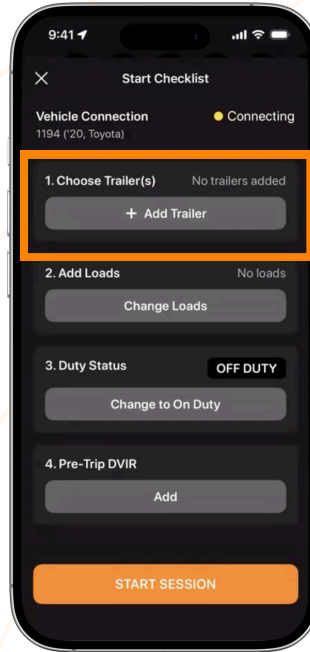 9:41
Start Checklist
Vehicle Connection Connecting
1194 ('20, Toyota)
1. Choose Trailer(s) No trailers added
+ Add Trailer
2. Add Loads No loads
Change Loads
3. Duty Status OFF DUTY
Change to On Duty
4. Pre-Trip DVIR
Add
START SESSION